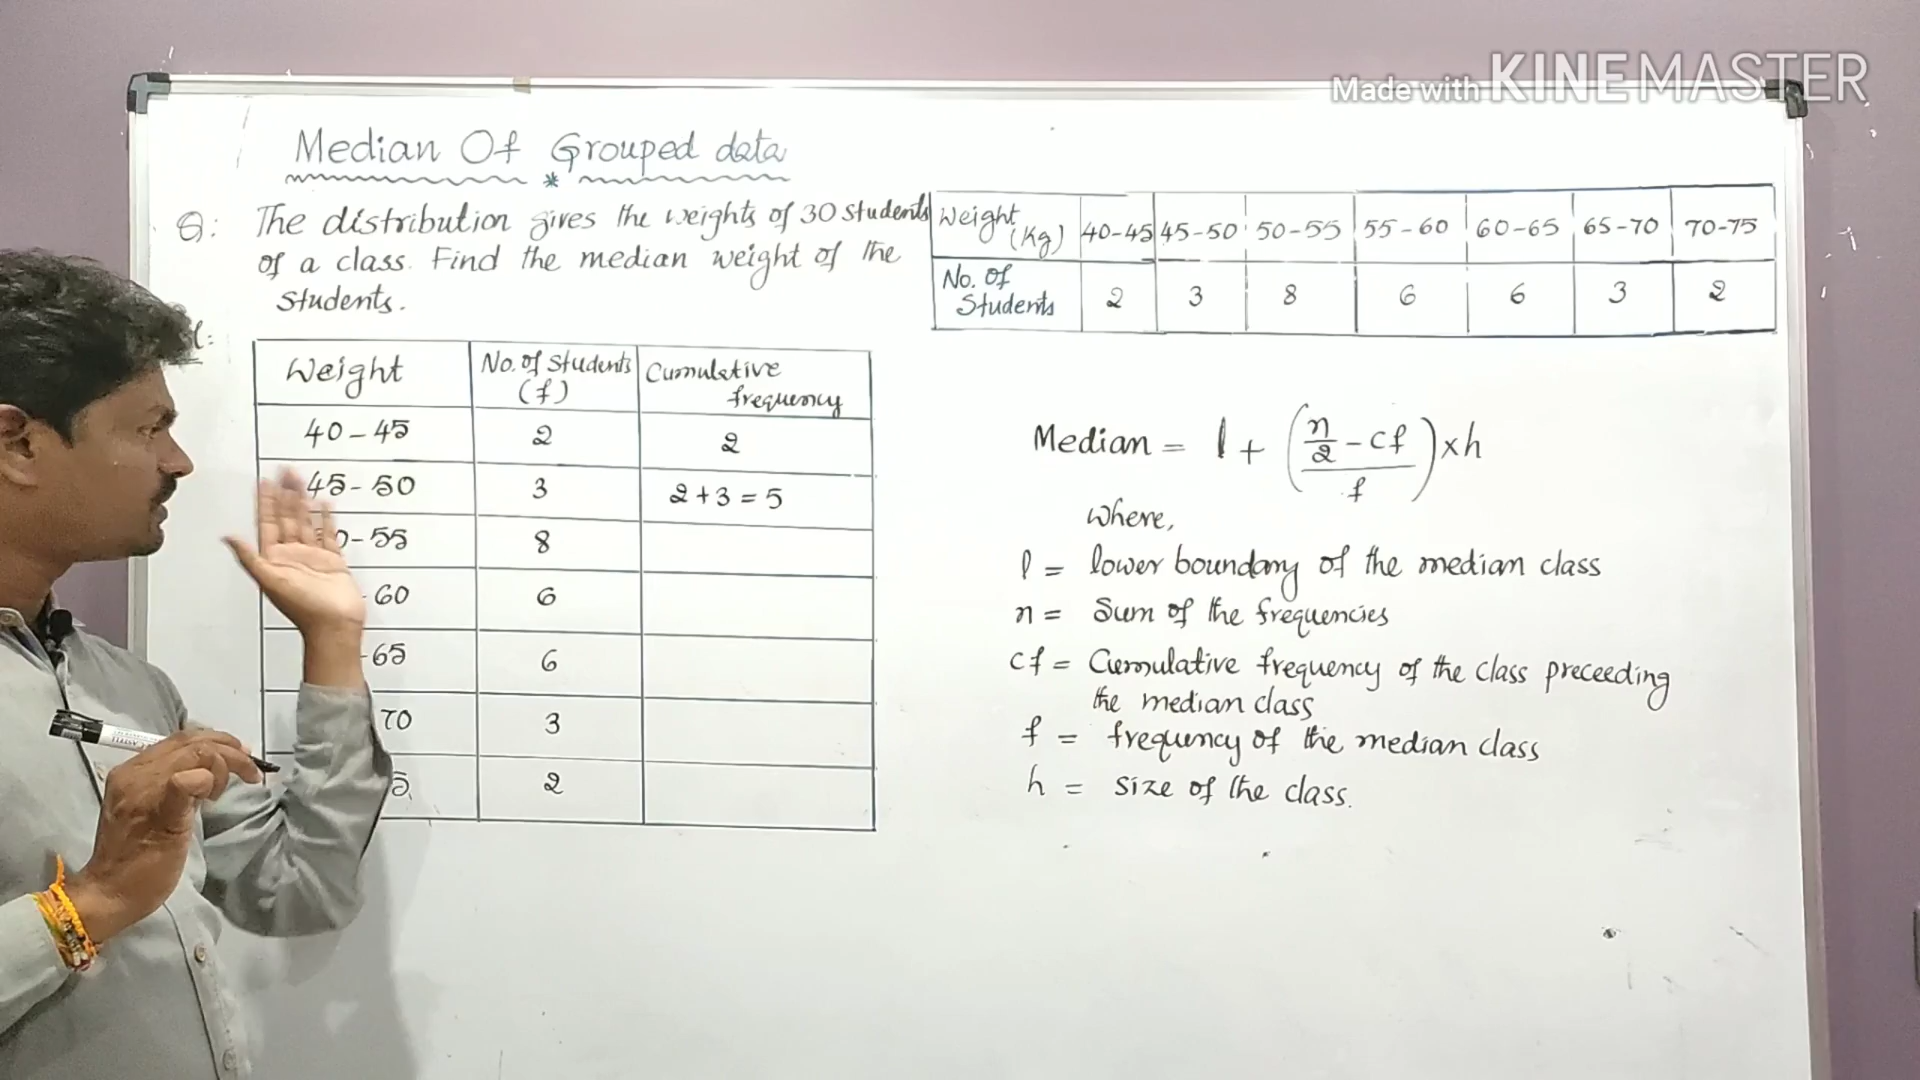 Made with KINEMASTER
Median Of Grouped data
Q: The distribution gives the weights of 30 students
of a class. Find the median weight of the
students.
Weight (Kg) 40-45 45-50 50-55 55-60 60-65 65-70 70-75
No. of Students 2 3 8 6 6 3 2
Weight No. of Students (f) Cumulative frequency
40-45 2 2
45-50 3 2+3=5
-55 8
60 6
-65 6
70 3
5 2
Median = l + ( n/2 - cf / f ) × h
where,
l = lower boundary of the median class
n = Sum of the frequencies
cf = Cumulative frequency of the class preceeding
the median class
f = frequency of the median class
h = size of the class.